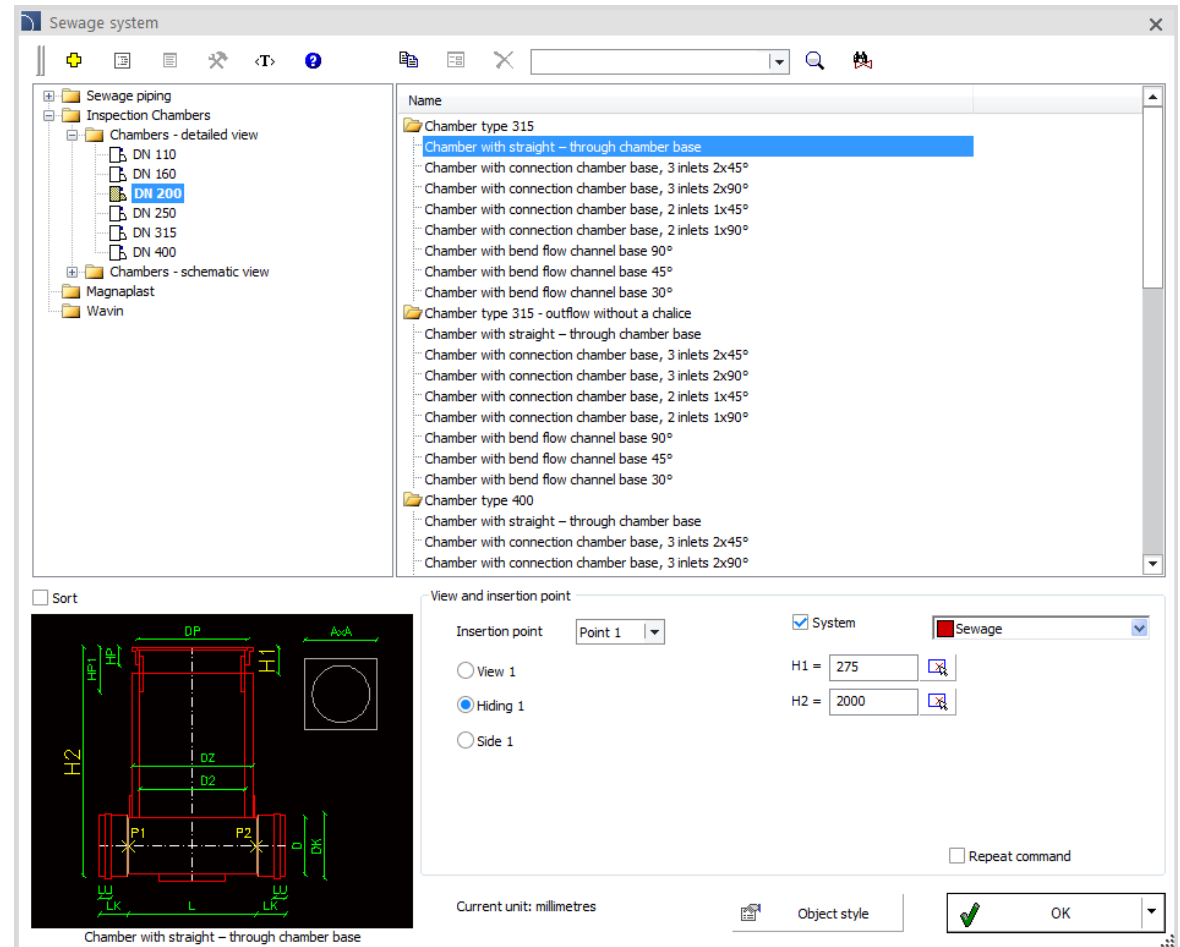 Sewage system
‹T›
Sewage piping
Inspection Chambers
Chambers - detailed view
DN 110
DN 160
DN 200
DN 250
DN 315
DN 400
Chambers - schematic view
Magnaplast
Wavin
Name
Chamber type 315
Chamber with straight – through chamber base
Chamber with connection chamber base, 3 inlets 2x45°
Chamber with connection chamber base, 3 inlets 2x90°
Chamber with connection chamber base, 2 inlets 1x45°
Chamber with connection chamber base, 2 inlets 1x90°
Chamber with bend flow channel base 90°
Chamber with bend flow channel base 45°
Chamber with bend flow channel base 30°
Chamber type 315 - outflow without a chalice
Chamber with straight – through chamber base
Chamber with connection chamber base, 3 inlets 2x45°
Chamber with connection chamber base, 3 inlets 2x90°
Chamber with connection chamber base, 2 inlets 1x45°
Chamber with connection chamber base, 2 inlets 1x90°
Chamber with bend flow channel base 90°
Chamber with bend flow channel base 45°
Chamber with bend flow channel base 30°
Chamber type 400
Chamber with straight – through chamber base
Chamber with connection chamber base, 3 inlets 2x45°
Chamber with connection chamber base, 3 inlets 2x90°
Sort
DP
AxA
HP1
HP
H1
H2
DZ
D2
P1
P2
D
DK
E
E
LK
L
LK
Chamber with straight – through chamber base
View and insertion point
Insertion point Point 1
View 1
Hiding 1
Side 1
System Sewage
H1 = 275
H2 = 2000
Repeat command
Current unit: millimetres
Object style
OK